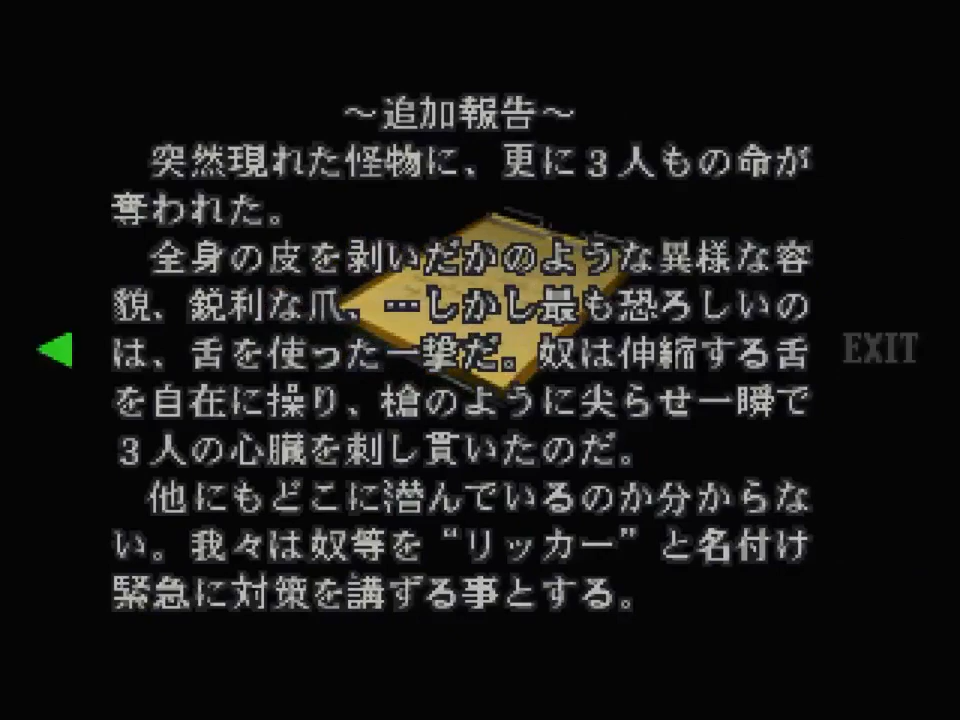 ～追加報告～
突然現れた怪物に、更に3人もの命が
奪われた。
全身の皮を剥いだかのような異様な容
貌、鋭利な爪、…しかし最も恐ろしいの
は、舌を使った一撃だ。奴は伸縮する舌
を自在に操り、槍のように尖らせ一瞬で
3人の心臓を刺し貫いたのだ。
他にもどこに潜んでいるのか分からな
い。我々は奴等を“リッカー”と名付け
緊急に対策を講ずる事とする。
EXIT